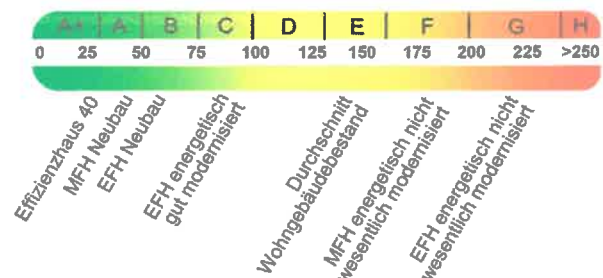 A+ A B C D E F G H
0 25 50 75 100 125 150 175 200 225 >250
Effizienzhaus 40
MFH Neubau
EFH Neubau
EFH energetisch
gut modernisiert
Durchschnitt
Wohngebäudebestand
MFH energetisch nicht
wesentlich modernisiert
EFH energetisch nicht
wesentlich modernisiert